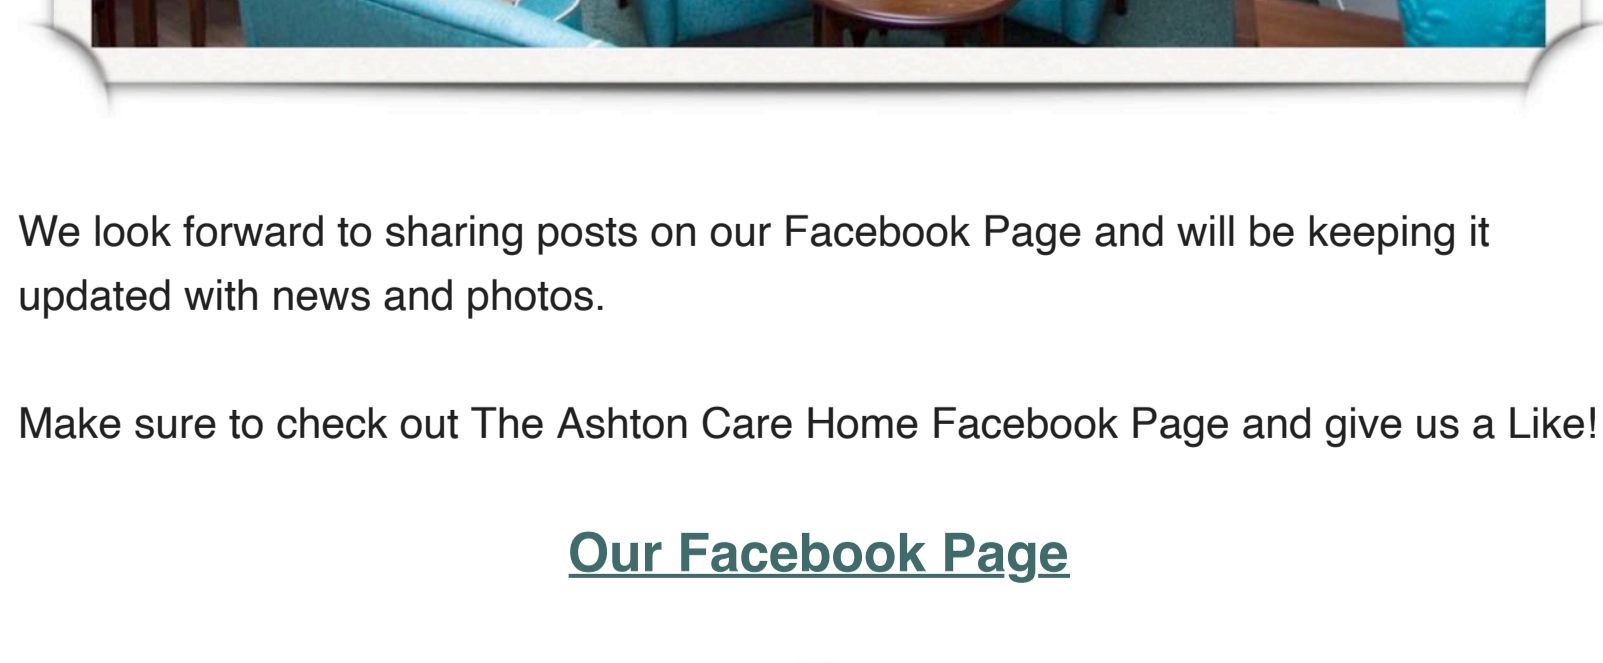 We look forward to sharing posts on our Facebook Page and will be keeping it
updated with news and photos.
Make sure to check out The Ashton Care Home Facebook Page and give us a Like!
Our Facebook Page